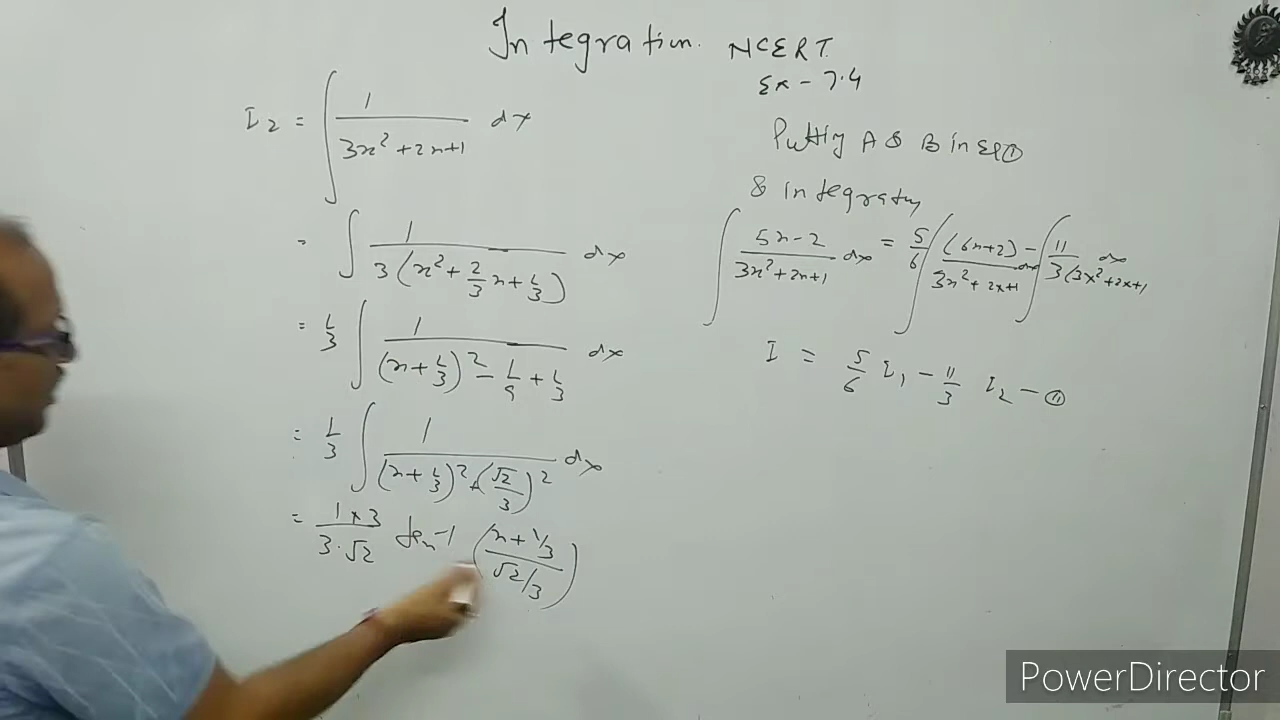 Integration. NCERT
Ex - 7.4
I₂ = ∫ 1/(3x² + 2x + 1) dx
= ∫ 1/(3(x² + 2/3 x + 1/3)) dx
= 1/3 ∫ 1/((x + 1/3)² - 1/9 + 1/3) dx
= 1/3 ∫ 1/((x + 1/3)² + (√2/3)²) dx
= (1 × 3)/(3 · √2) tan⁻¹ ((x + 1/3)/(√2/3))
Putting A & B in Eq ①
& integrating
∫ (5x - 2)/(3x² + 2x + 1) dx = 5/6 ∫ (6x + 2)/(3x² + 2x + 1) dx - ∫ 11/(3(3x² + 2x + 1) dx
I = 5/6 I₁ - 11/3 I₂ - ②
PowerDirector